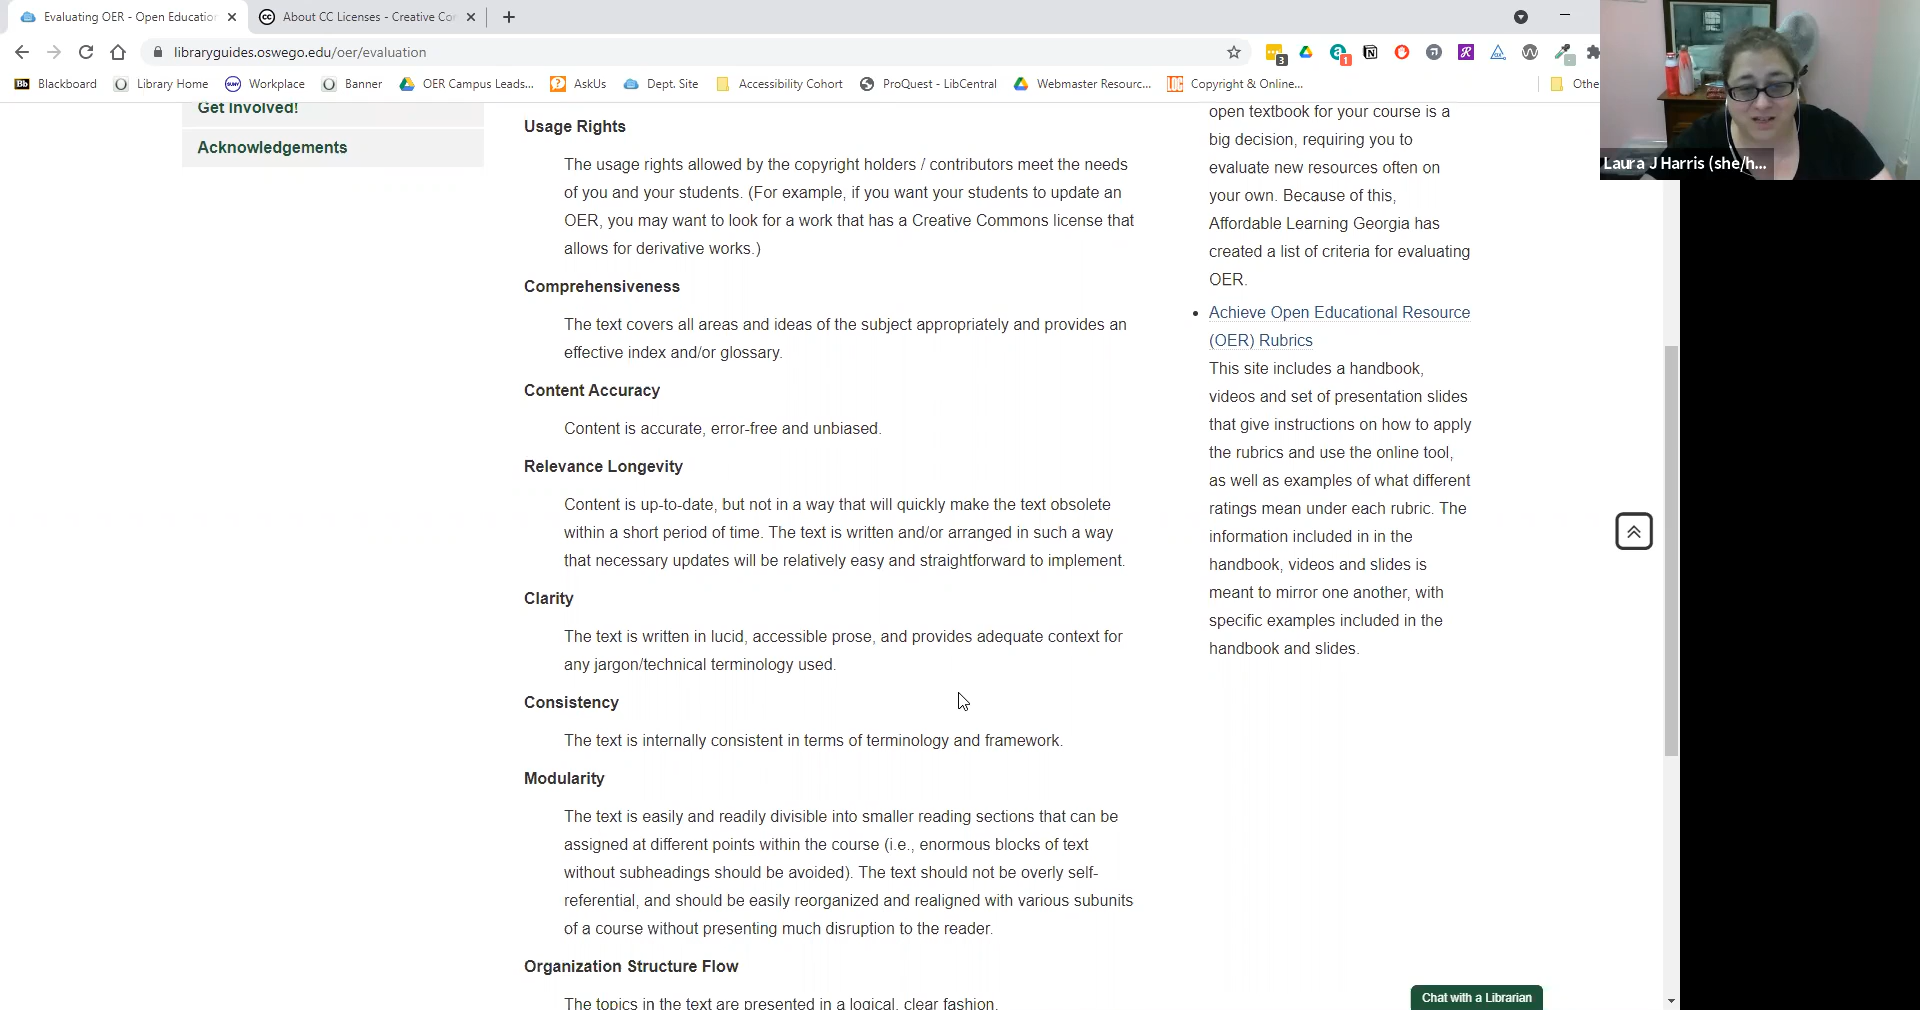 Evaluating OER - Open Education
About CC Licenses - Creative Co
libraryguides.oswego.edu/oer/evaluation
3
1
Blackboard
Library Home
Workplace
Banner
OER Campus Leads...
AskUs
Dept. Site
Accessibility Cohort
ProQuest - LibCentral
Webmaster Resourc...
Copyright & Online...
Othe
Laura J Harris (she/h...
Get Involved!
Acknowledgements
Usage Rights
The usage rights allowed by the copyright holders / contributors meet the needs
of you and your students. (For example, if you want your students to update an
OER, you may want to look for a work that has a Creative Commons license that
allows for derivative works.)
Comprehensiveness
The text covers all areas and ideas of the subject appropriately and provides an
effective index and/or glossary.
Content Accuracy
Content is accurate, error-free and unbiased.
Relevance Longevity
Content is up-to-date, but not in a way that will quickly make the text obsolete
within a short period of time. The text is written and/or arranged in such a way
that necessary updates will be relatively easy and straightforward to implement.
Clarity
The text is written in lucid, accessible prose, and provides adequate context for
any jargon/technical terminology used.
Consistency
The text is internally consistent in terms of terminology and framework.
Modularity
The text is easily and readily divisible into smaller reading sections that can be
assigned at different points within the course (i.e., enormous blocks of text
without subheadings should be avoided). The text should not be overly self-
referential, and should be easily reorganized and realigned with various subunits
of a course without presenting much disruption to the reader.
Organization Structure Flow
The topics in the text are presented in a logical, clear fashion.
open textbook for your course is a
big decision, requiring you to
evaluate new resources often on
your own. Because of this,
Affordable Learning Georgia has
created a list of criteria for evaluating
OER.
Achieve Open Educational Resource
(OER) Rubrics
This site includes a handbook,
videos and set of presentation slides
that give instructions on how to apply
the rubrics and use the online tool,
as well as examples of what different
ratings mean under each rubric. The
information included in in the
handbook, videos and slides is
meant to mirror one another, with
specific examples included in the
handbook and slides.
Chat with a Librarian